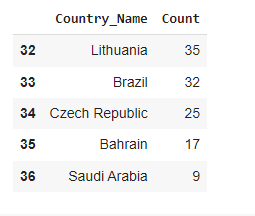 Country_Name Count
32 Lithuania 35
33 Brazil 32
34 Czech Republic 25
35 Bahrain 17
36 Saudi Arabia 9